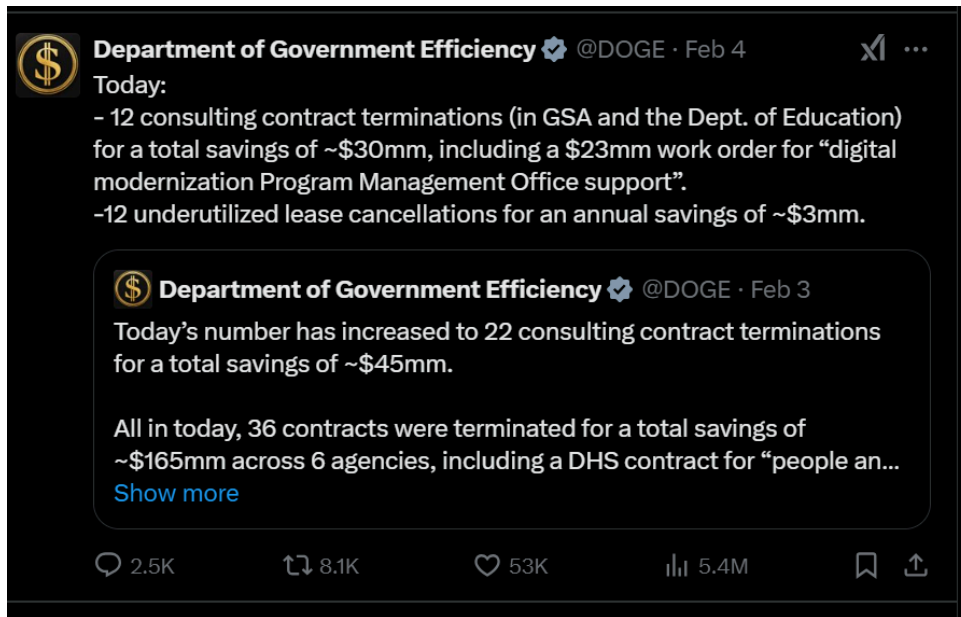 Department of Government Efficiency @DOGE · Feb 4
Today:
- 12 consulting contract terminations (in GSA and the Dept. of Education)
for a total savings of ~$30mm, including a $23mm work order for “digital
modernization Program Management Office support”.
-12 underutilized lease cancellations for an annual savings of ~$3mm.
Department of Government Efficiency @DOGE · Feb 3
Today’s number has increased to 22 consulting contract terminations
for a total savings of ~$45mm.
All in today, 36 contracts were terminated for a total savings of
~$165mm across 6 agencies, including a DHS contract for “people an...
Show more
2.5K 8.1K 53K 5.4M